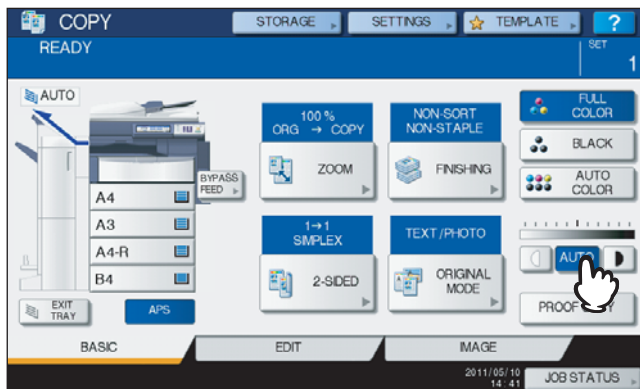 COPY
STORAGE
SETTINGS
TEMPLATE
?
READY
SET
1
AUTO
100 %
ORG → COPY
ZOOM
NON-SORT
NON-STAPLE
FINISHING
FULL
COLOR
BLACK
AUTO
COLOR
BYPASS
FEED
A4
A3
A4-R
B4
1→1
SIMPLEX
2-SIDED
TEXT/PHOTO
ORIGINAL
MODE
AUTO
EXIT
TRAY
APS
BASIC
EDIT
IMAGE
2011/05/10
14:41
JOB STATUS